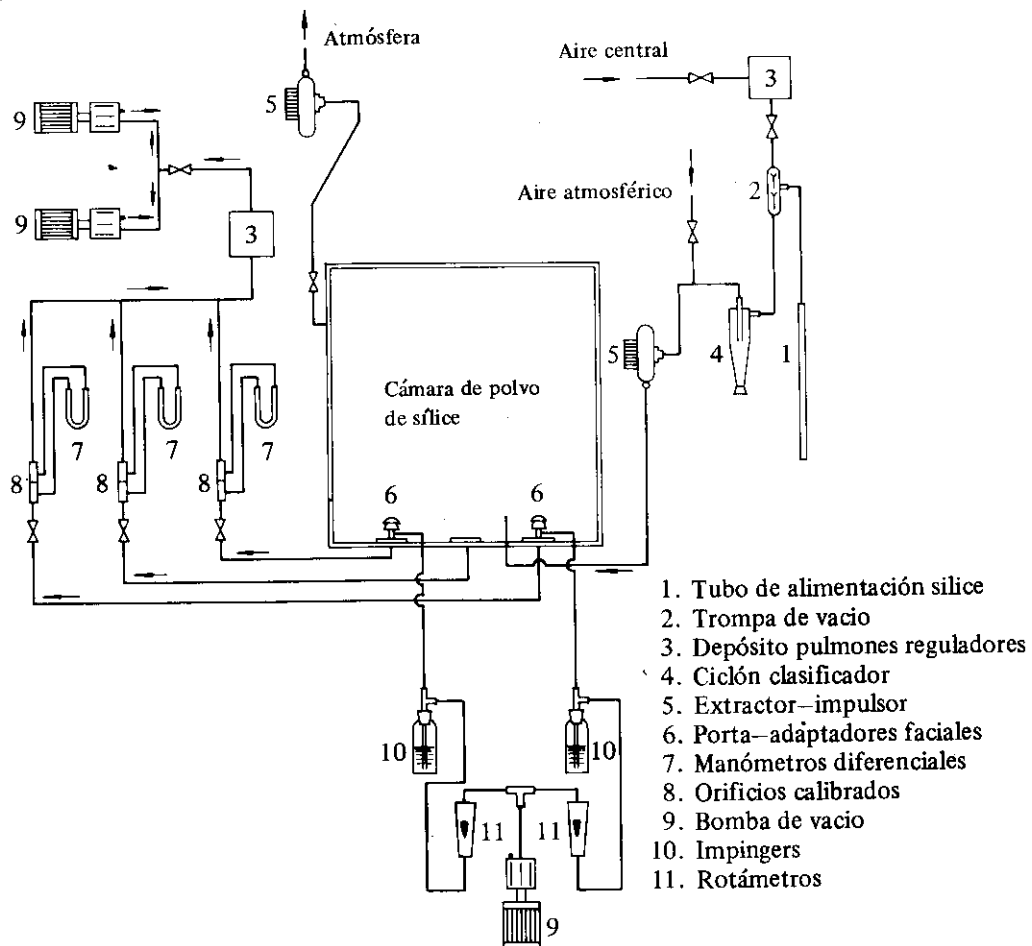 Atmósfera
Aire central
3
5
9
2
Aire atmosférico
9
3
5
4
1
Cámara de polvo
de sílice
7
7
7
8
8
8
6
6
1. Tubo de alimentación silice
2. Trompa de vacio
3. Depósito pulmones reguladores
4. Ciclón clasificador
5. Extractor—impulsor
6. Porta—adaptadores faciales
7. Manómetros diferenciales
8. Orificios calibrados
9. Bomba de vacio
10. Impingers
11. Rotámetros
10
10
11
11
9